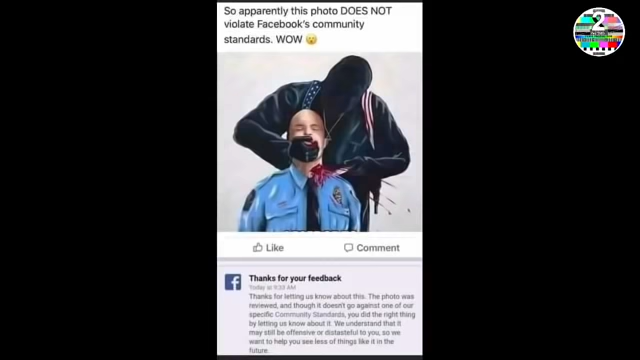 So apparently this photo DOES NOT
violate Facebook's community
standards. WOW 😯
Like
Comment
Thanks for your feedback
Today at 9:33 AM
Thanks for letting us know about this. The photo was
reviewed, and though it doesn't go against one of our
specific Community Standards, you did the right thing
by letting us know about it. We understand that it
may still be offensive or distasteful to you, so we
want to help you see less of things like it in the
future.